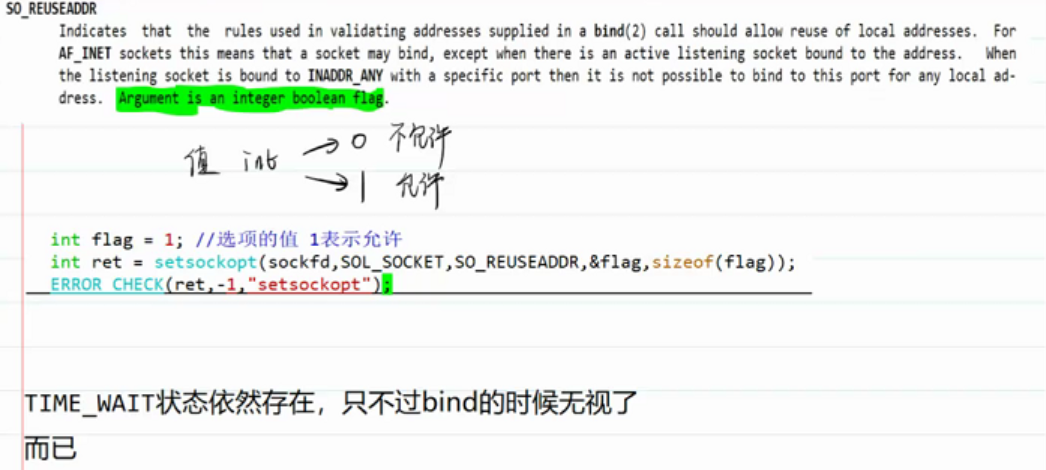 SO_REUSEADDR
Indicates that the rules used in validating addresses supplied in a bind(2) call should allow reuse of local addresses. For
AF_INET sockets this means that a socket may bind, except when there is an active listening socket bound to the address. When
the listening socket is bound to INADDR_ANY with a specific port then it is not possible to bind to this port for any local ad-
dress. Argument is an integer boolean flag.
值 int → 0 不允许
→ 1 允许
int flag = 1; //选项的值 1表示允许
int ret = setsockopt(sockfd,SOL_SOCKET,SO_REUSEADDR,&flag,sizeof(flag));
ERROR_CHECK(ret,-1,"setsockopt");
TIME_WAIT状态依然存在，只不过bind的时候无视了
而已